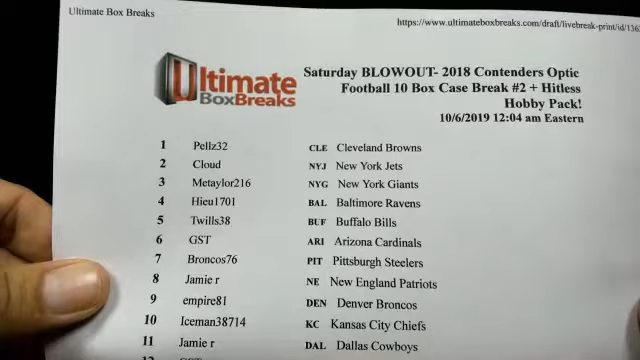 Ultimate Box Breaks
https://www.ultimateboxbreaks.com/draft/livebreak-print/id/136
Ultimate
BoxBreaks
Saturday BLOWOUT- 2018 Contenders Optic
Football 10 Box Case Break #2 + Hitless
Hobby Pack!
10/6/2019 12:04 am Eastern
1 Pellz32 CLE Cleveland Browns
2 Cloud NYJ New York Jets
3 Metaylor216 NYG New York Giants
4 Hieu1701 BAL Baltimore Ravens
5 Twills38 BUF Buffalo Bills
6 GST ARI Arizona Cardinals
7 Broncos76 PIT Pittsburgh Steelers
8 Jamie r NE New England Patriots
9 empire81 DEN Denver Broncos
10 Iceman38714 KC Kansas City Chiefs
11 Jamie r DAL Dallas Cowboys